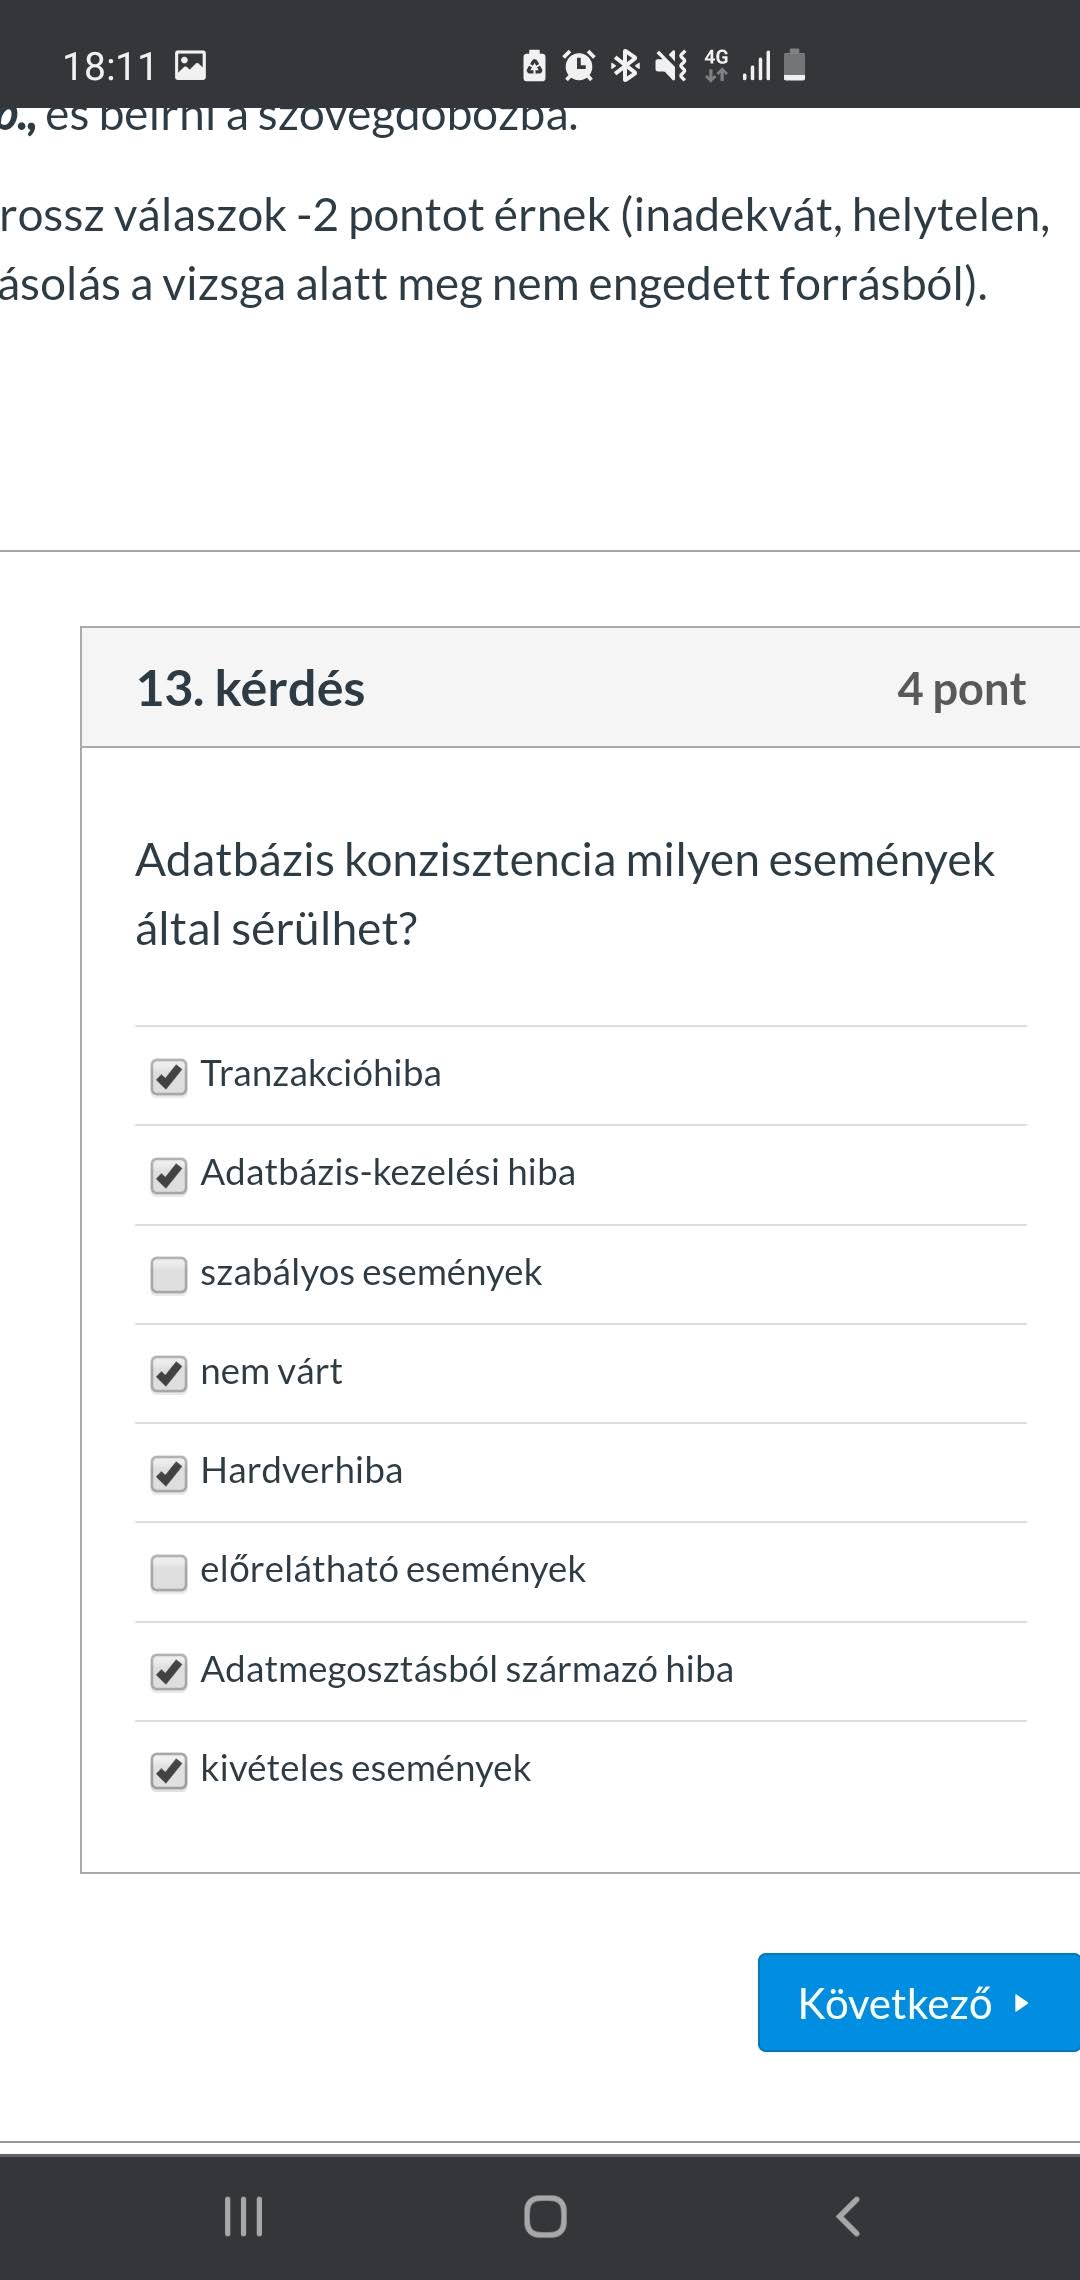 18:11
4G
és beírni a szövegdobozba.
rossz válaszok -2 pontot érnek (inadekvát, helytelen,
ásolás a vizsga alatt meg nem engedett forrásból).
13. kérdés
4 pont
Adatbázis konzisztencia milyen események
által sérülhet?
Tranzakcióhiba
Adatbázis-kezelési hiba
szabályos események
nem várt
Hardverhiba
előrelátható események
Adatmegosztásból származó hiba
kivételes események
Következő